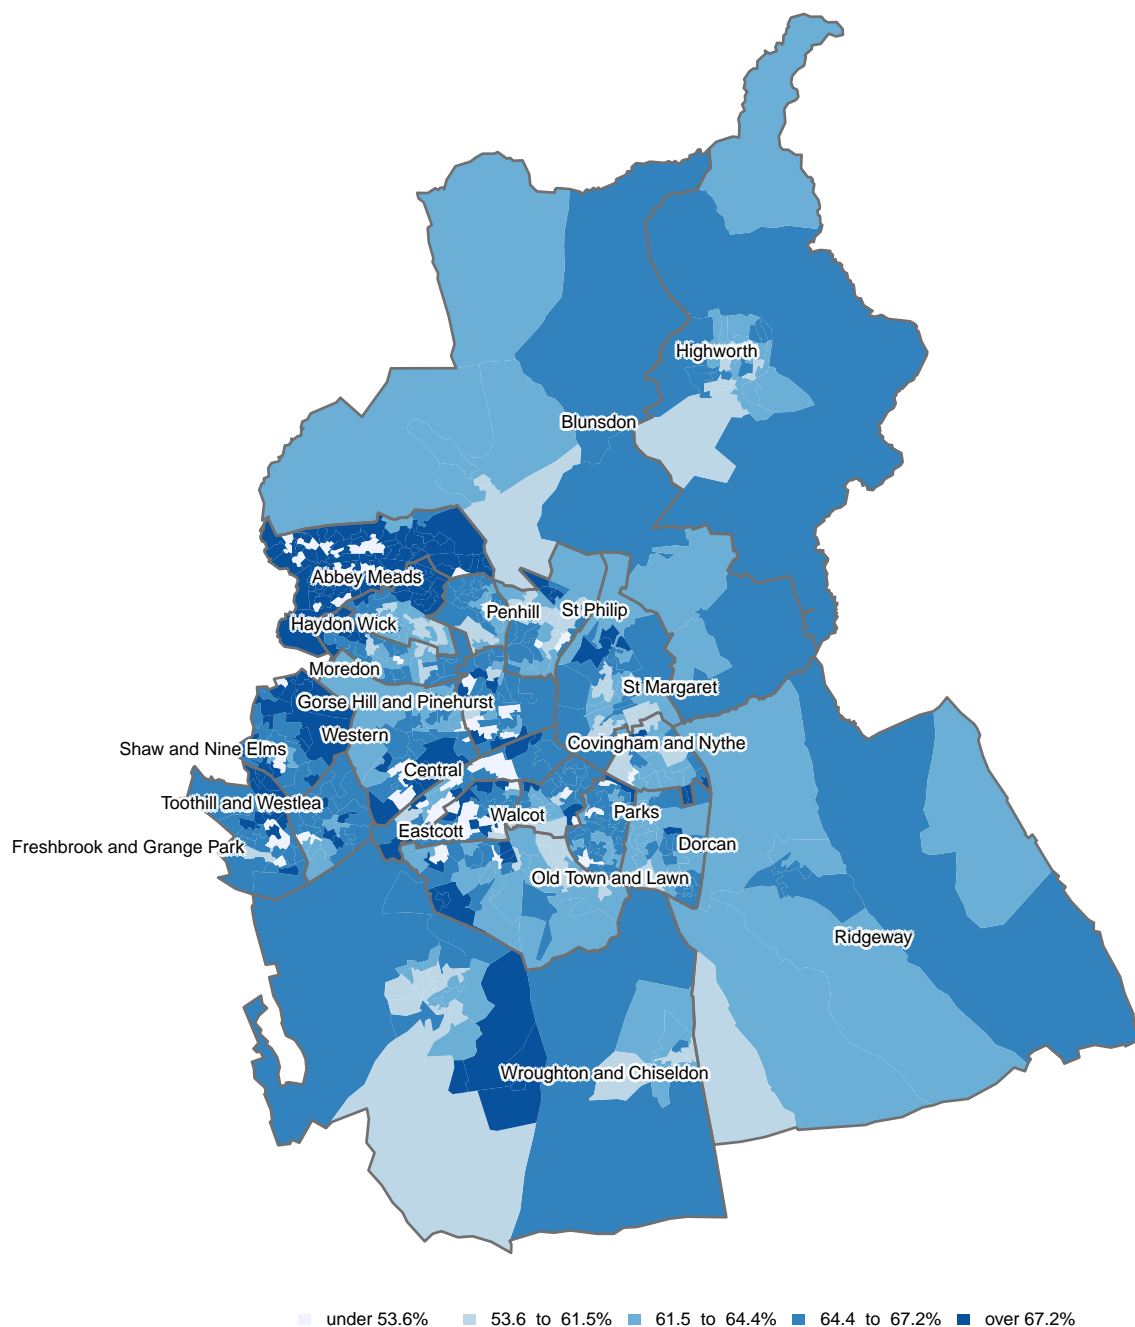 Highworth
Blunsdon
Abbey Meads
Penhill
St Philip
Haydon Wick
Moredon
St Margaret
Gorse Hill and Pinehurst
Western
Covingham and Nythe
Shaw and Nine Elms
Central
Toothill and Westlea
Parks
Walcot
Eastcott
Dorcan
Freshbrook and Grange Park
Old Town and Lawn
Ridgeway
Wroughton and Chiseldon
under 53.6% 53.6 to 61.5% 61.5 to 64.4% 64.4 to 67.2% over 67.2%